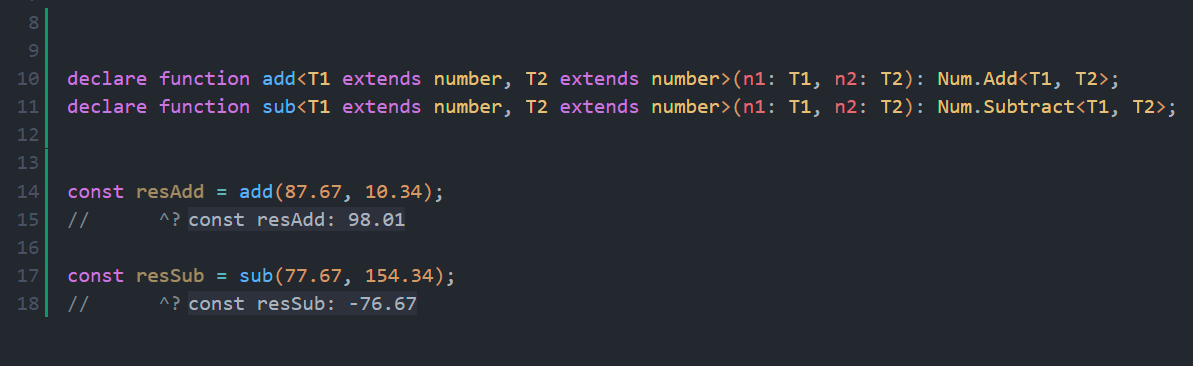 8
9
10 declare function add<T1 extends number, T2 extends number>(n1: T1, n2: T2): Num.Add<T1, T2>;
11 declare function sub<T1 extends number, T2 extends number>(n1: T1, n2: T2): Num.Subtract<T1, T2>;
12
13
14 const resAdd = add(87.67, 10.34);
15 //      ^? const resAdd: 98.01
16
17 const resSub = sub(77.67, 154.34);
18 //      ^? const resSub: -76.67